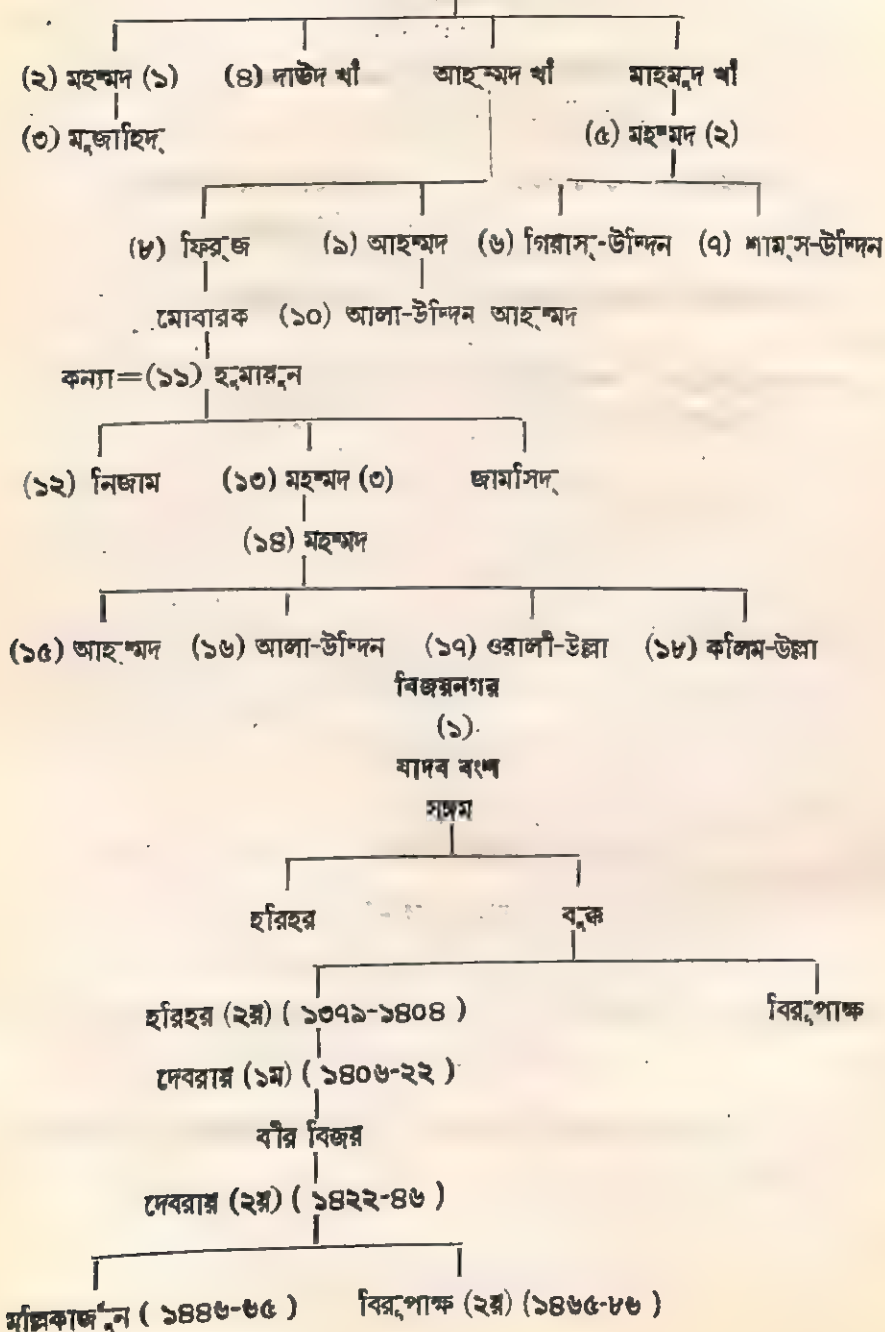 (২) মহম্মদ (১) (৪) দাউদ খাঁ আহ্‌ম্মদ খাঁ মাহমুদ খাঁ
(৩) মুজাহিদ্ (৫) মহম্মদ (২)
(৮) ফিরুজ (৯) আহম্মদ (৬) গিয়াস্-উদ্দিন (৭) শাম্‌স-উদ্দিন
মোবারক (১০) আলা-উদ্দিন আহ্‌ম্মদ
কন্যা=(১১) হুমায়ুন
(১২) নিজাম (১৩) মহম্মদ (৩) জামসিদ্
(১৪) মহম্মদ
(১৫) আহ্‌ম্মদ (১৬) আলা-উদ্দিন (১৭) ওয়ালী-উল্লা (১৮) কলিম-উল্লা
বিজয়নগর
(১)
যাদব বংশ
সঙ্গম
হরিহর বুক্ক
হরিহর (২য়) ( ১৩৭৯-১৪০৪ ) বিরুপাক্ষ
দেবরায় (১ম) ( ১৪০৬-২২ )
বীর বিজয়
দেবরায় (২য়) ( ১৪২২-৪৬ )
মল্লিকার্জুন ( ১৪৪৬-৬৫ ) বিরুপাক্ষ (২য়) (১৪৬৫-৮৬ )